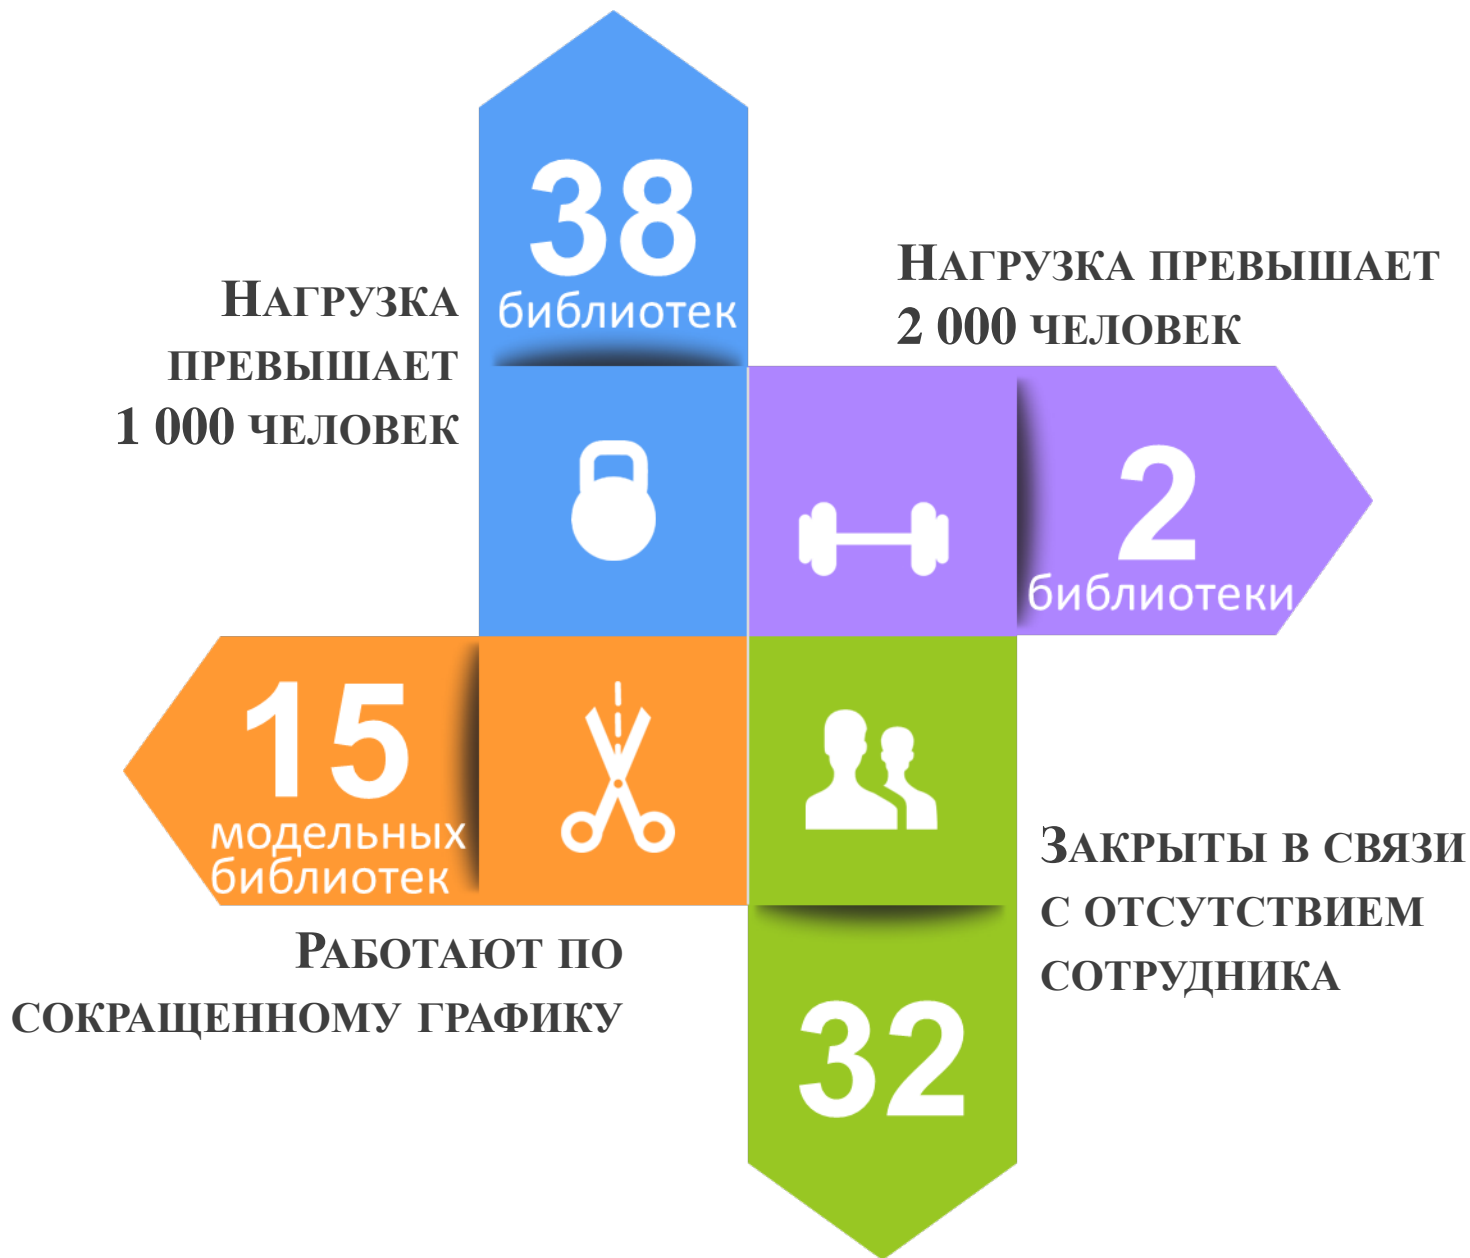 38
библиотек
Нагрузка
превышает
1 000 человек
Нагрузка превышает
2 000 человек
2
библиотеки
15
модельных
библиотек
Работают по
сокращенному графику
Закрыты в связи
с отсутствием
сотрудника
32